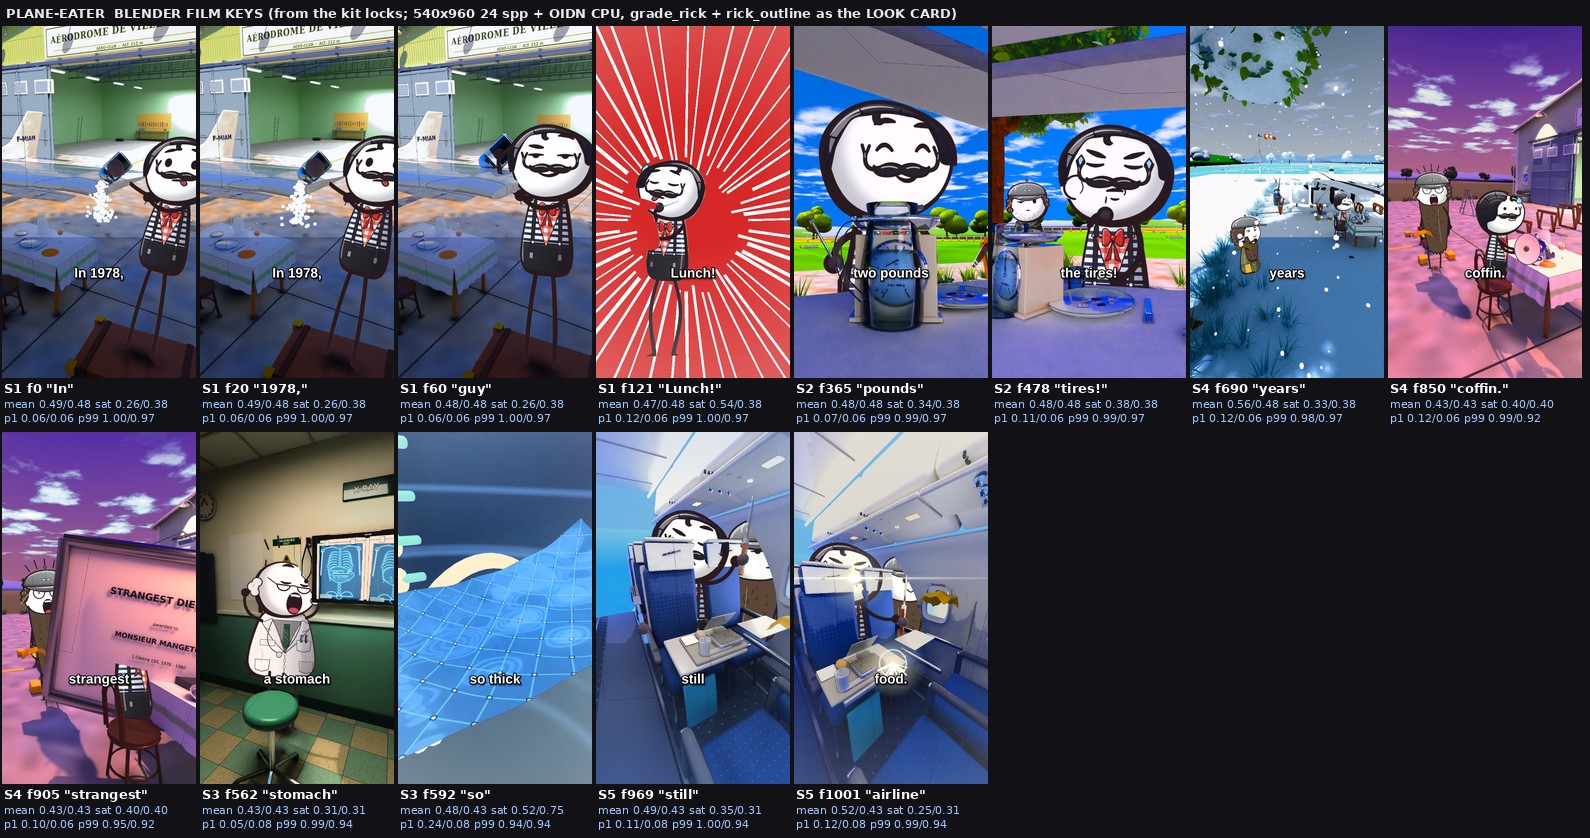 PLANE-EATER BLENDER FILM KEYS (from the kit locks; 540x960 24 spp + OIDN CPU, grade_rick + rick_outline as the LOOK CARD)
AÉRODROME DE VILLE
F-MIAM
In 1978,
S1 f0 "In"
mean 0.49/0.48 sat 0.26/0.38
p1 0.06/0.06 p99 1.00/0.97
AÉRODROME DE VILLE
F-MIAM
In 1978,
S1 f20 "1978,"
mean 0.49/0.48 sat 0.26/0.38
p1 0.06/0.06 p99 1.00/0.97
AÉRODROME DE VILL
F-MIAM
S1 f60 "guy"
mean 0.48/0.48 sat 0.26/0.38
p1 0.06/0.06 p99 1.00/0.97
Lunch!
S1 f121 "Lunch!"
mean 0.47/0.48 sat 0.54/0.38
p1 0.12/0.06 p99 1.00/0.97
two pounds
S2 f365 "pounds"
mean 0.48/0.48 sat 0.34/0.38
p1 0.07/0.06 p99 0.99/0.97
the tires!
S2 f478 "tires!"
mean 0.48/0.48 sat 0.38/0.38
p1 0.11/0.06 p99 0.99/0.97
years
S4 f690 "years"
mean 0.56/0.48 sat 0.33/0.38
p1 0.12/0.06 p99 0.98/0.97
coffin.
S4 f850 "coffin."
mean 0.43/0.43 sat 0.40/0.40
p1 0.12/0.06 p99 0.99/0.92
STRANGEST DIE
awarded to
MONSIEUR MANGET
strangest
S4 f905 "strangest"
mean 0.43/0.43 sat 0.40/0.40
p1 0.10/0.06 p99 0.95/0.92
X-RAY
a stomach
S3 f562 "stomach"
mean 0.43/0.43 sat 0.31/0.31
p1 0.05/0.08 p99 0.99/0.94
so thick
S3 f592 "so"
mean 0.48/0.43 sat 0.52/0.75
p1 0.24/0.08 p99 0.94/0.94
still
S5 f969 "still"
mean 0.49/0.43 sat 0.35/0.31
p1 0.11/0.08 p99 1.00/0.94
food.
S5 f1001 "airline"
mean 0.52/0.43 sat 0.25/0.31
p1 0.12/0.08 p99 0.99/0.94